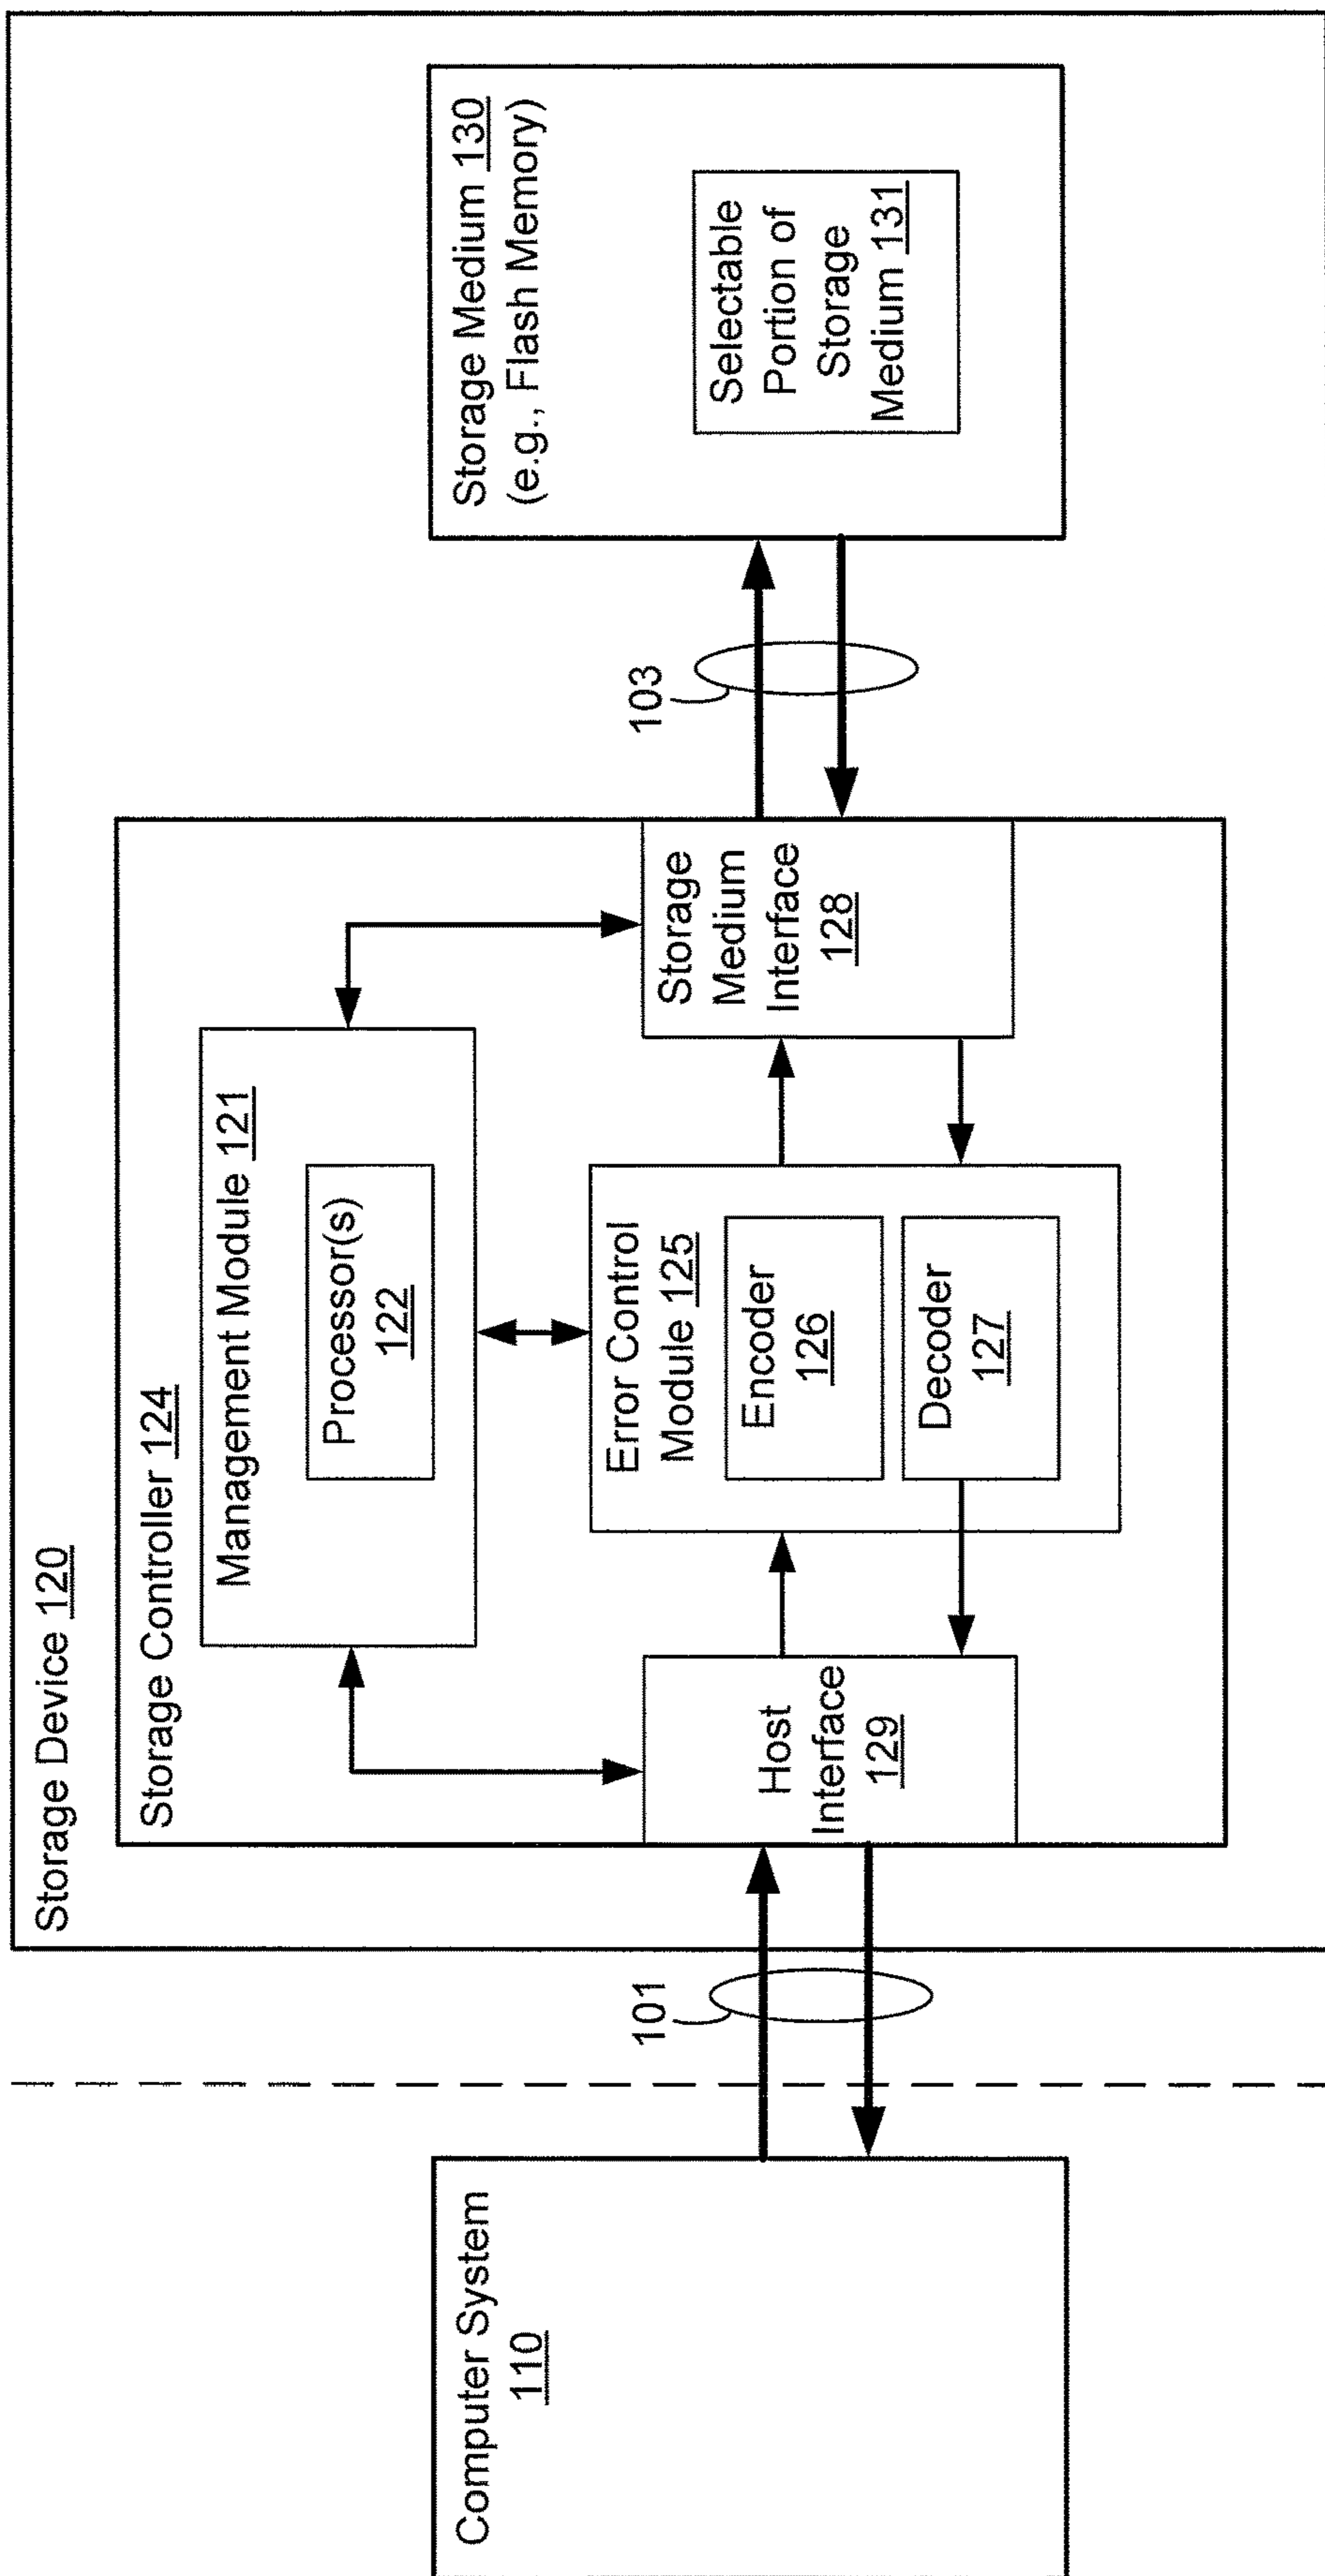 Storage Device 120
Storage Controller 124
Management Module 121
Processor(s)
122
Computer System
110
Storage Medium 130
(e.g., Flash Memory)
101
103
Host
Interface
129
Error Control
Module 125
Encoder
126
Decoder
127
Storage
Medium
Interface
128
Selectable
Portion of
Storage
Medium 131